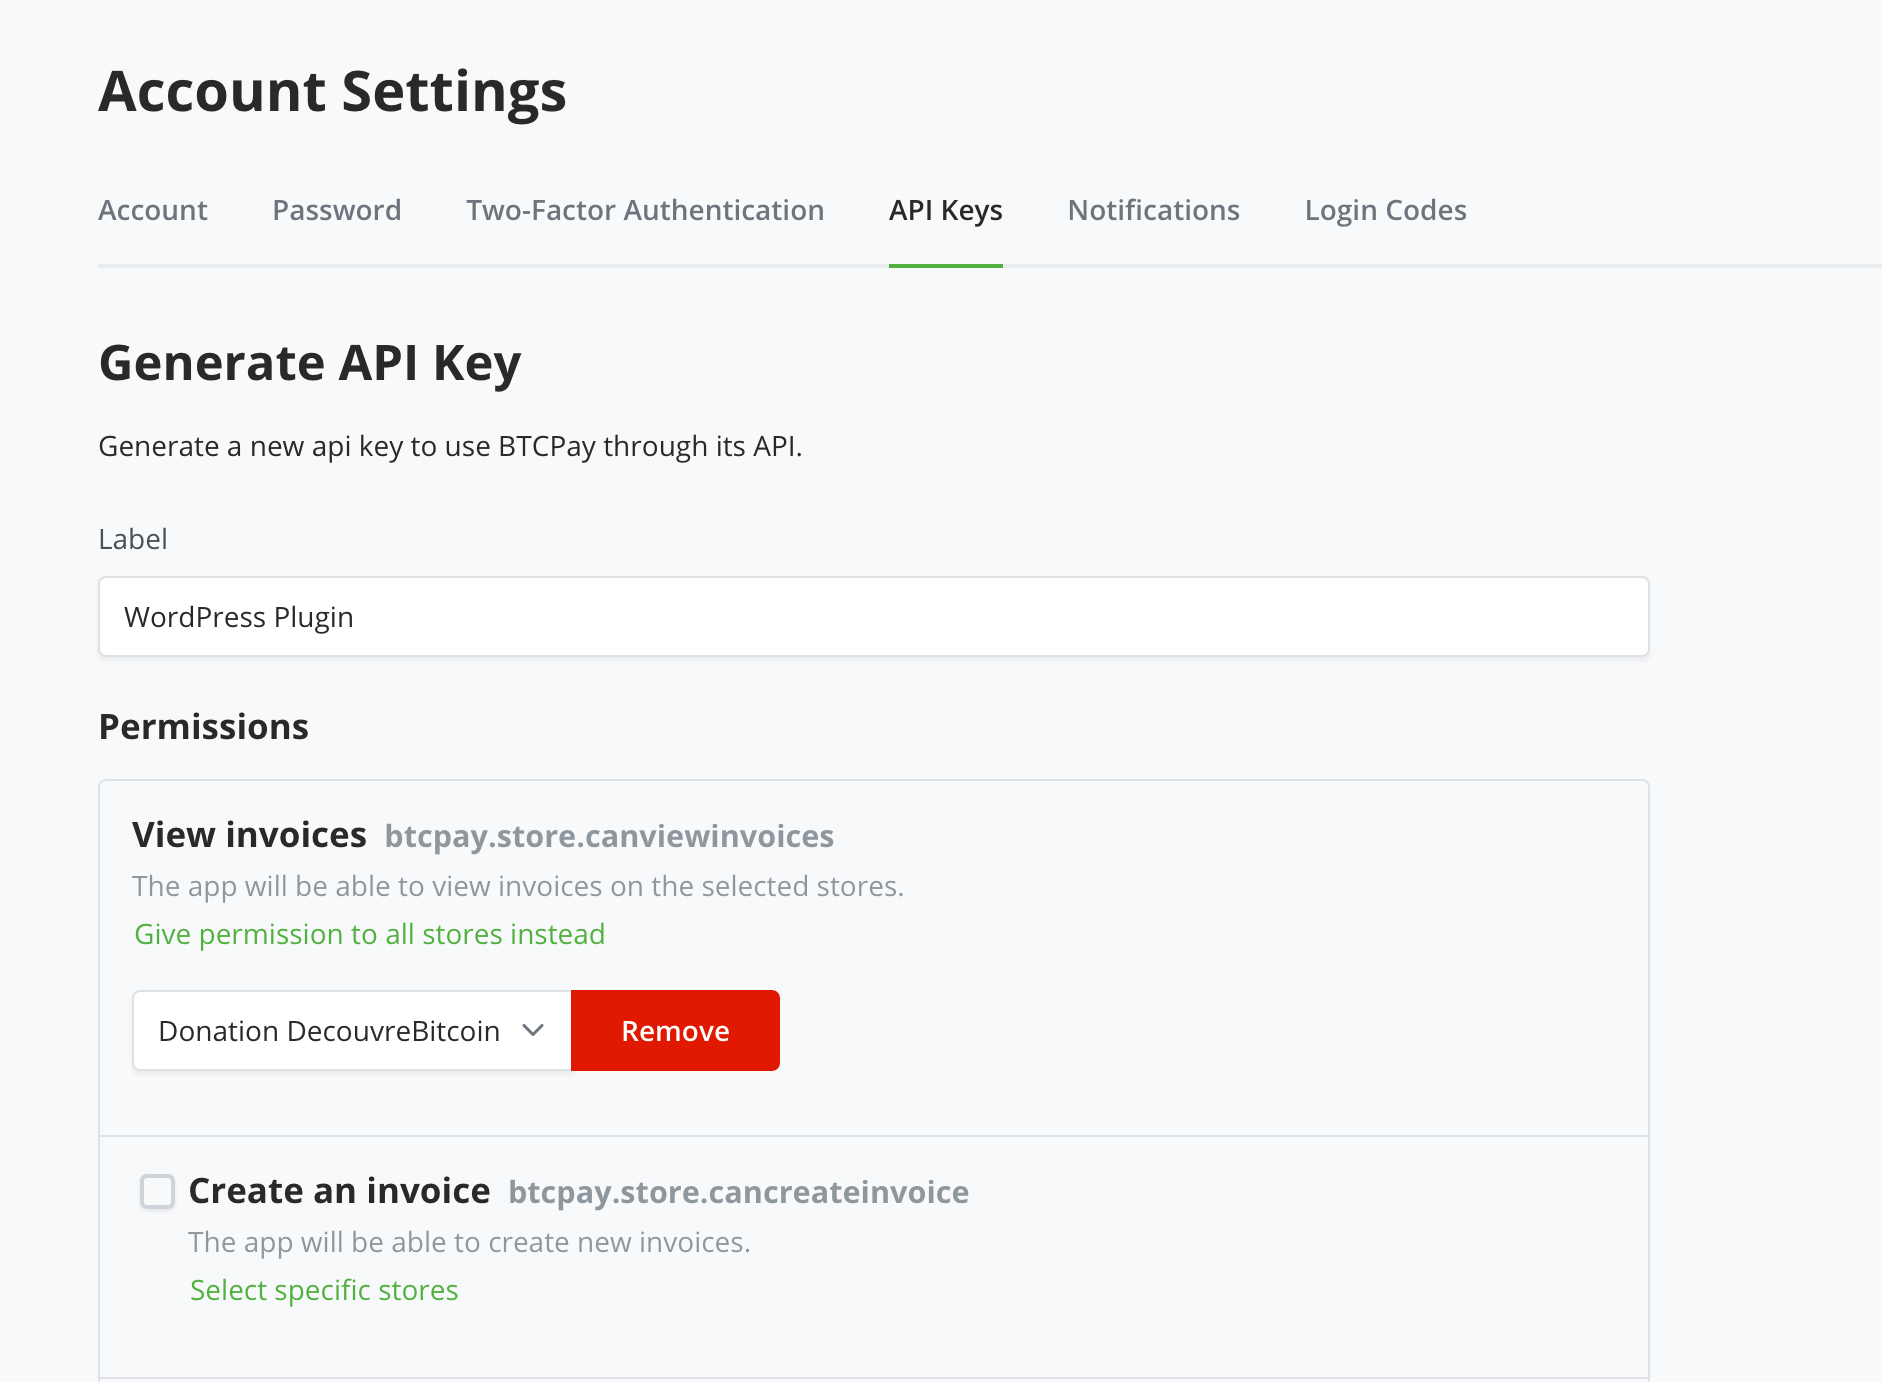 Account Settings
Account Password Two-Factor Authentication API Keys Notifications Login Codes
Generate API Key
Generate a new api key to use BTCPay through its API.
Label
WordPress Plugin
Permissions
View invoices btcpay.store.canviewinvoices
The app will be able to view invoices on the selected stores.
Give permission to all stores instead
Donation DecouvreBitcoin Remove
Create an invoice btcpay.store.cancreateinvoice
The app will be able to create new invoices.
Select specific stores